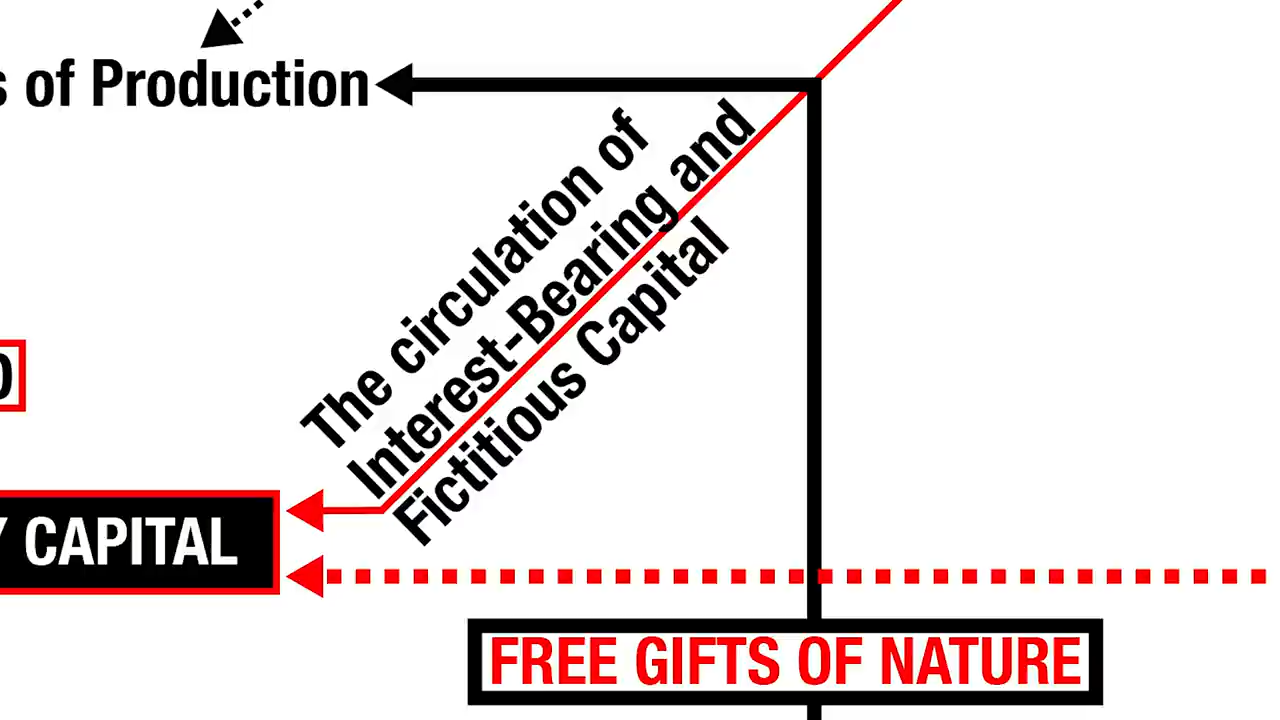 s of Production
The circulation of
Interest-Bearing and
Fictitious Capital
Y CAPITAL
FREE GIFTS OF NATURE